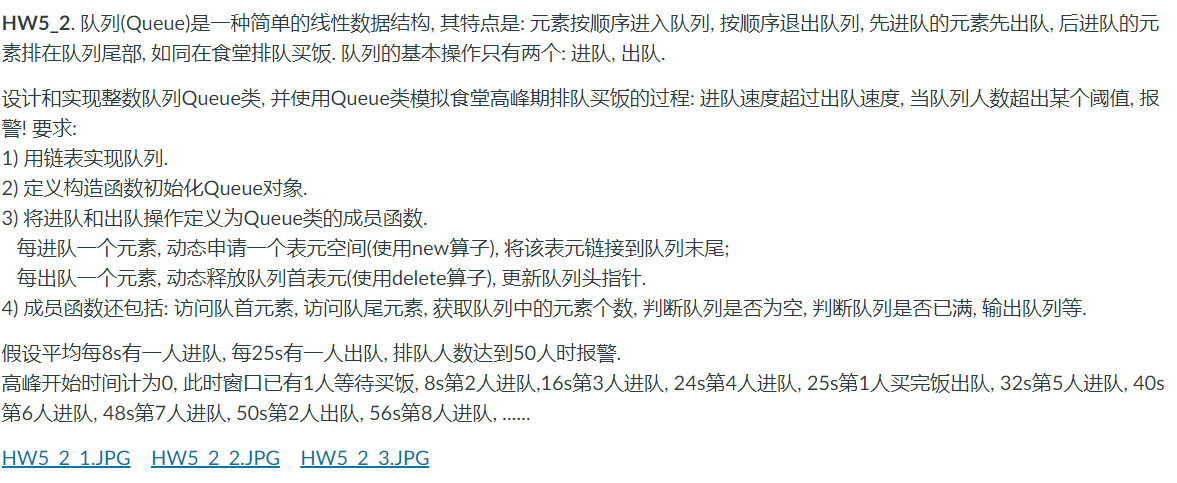 HW5_2. 队列(Queue)是一种简单的线性数据结构, 其特点是: 元素按顺序进入队列, 按顺序退出队列, 先进队的元素先出队, 后进队的元
素排在队列尾部, 如同在食堂排队买饭. 队列的基本操作只有两个: 进队, 出队.
设计和实现整数队列Queue类, 并使用Queue类模拟食堂高峰期排队买饭的过程: 进队速度超过出队速度, 当队列人数超出某个阈值, 报
警! 要求:
1) 用链表实现队列.
2) 定义构造函数初始化Queue对象.
3) 将进队和出队操作定义为Queue类的成员函数.
每进队一个元素, 动态申请一个表元空间(使用new算子), 将该表元链接到队列末尾;
每出队一个元素, 动态释放队列首表元(使用delete算子), 更新队列头指针.
4) 成员函数还包括: 访问队首元素, 访问队尾元素, 获取队列中的元素个数, 判断队列是否为空, 判断队列是否已满, 输出队列等.
假设平均每8s有一人进队, 每25s有一人出队, 排队人数达到50人时报警.
高峰开始时间计为0, 此时窗口已有1人等待买饭, 8s第2人进队,16s第3人进队, 24s第4人进队, 25s第1人买完饭出队, 32s第5人进队, 40s
第6人进队, 48s第7人进队, 50s第2人出队, 56s第8人进队, ......
HW5_2_1.JPG HW5_2_2.JPG HW5_2_3.JPG